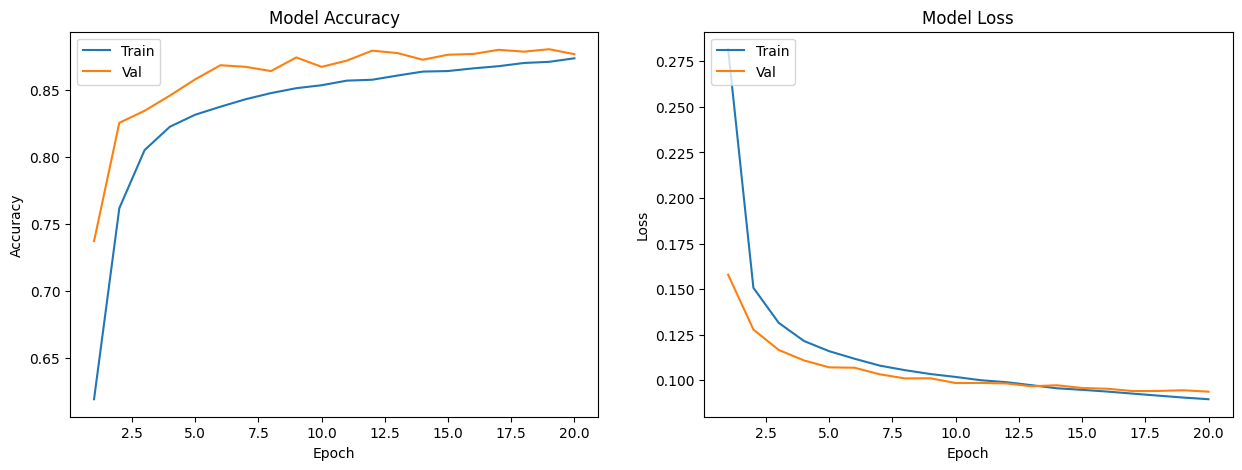 Model Accuracy
Train
Val
0.85
0.80
0.75
0.70
0.65
Accuracy
2.5 5.0 7.5 10.0 12.5 15.0 17.5 20.0
Epoch
Model Loss
Train
Val
0.275
0.250
0.225
0.200
0.175
0.150
0.125
0.100
Loss
2.5 5.0 7.5 10.0 12.5 15.0 17.5 20.0
Epoch